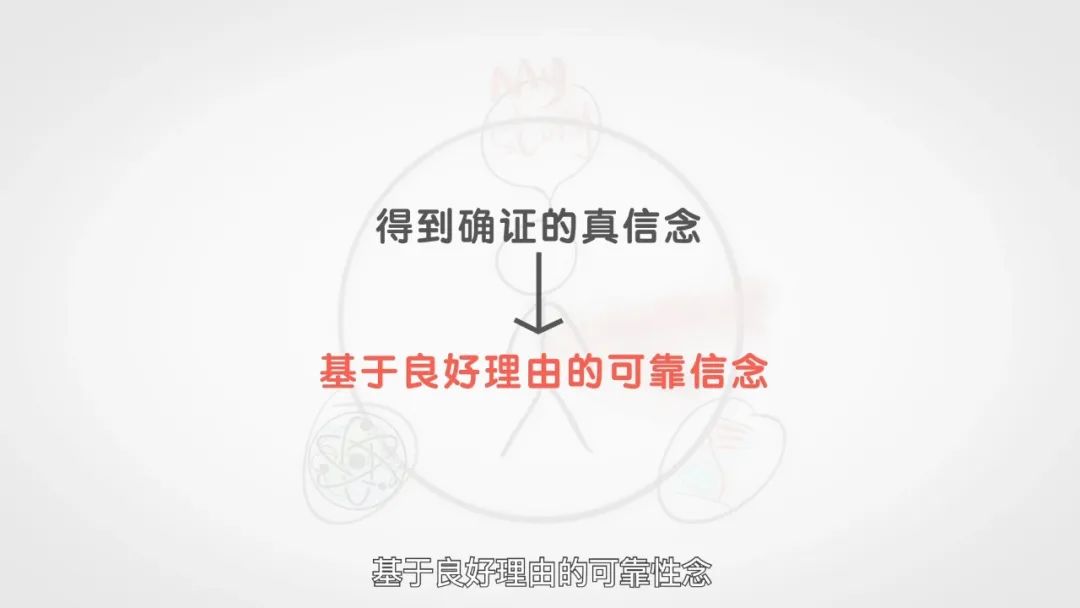 得到确证的真信念
基于良好理由的可靠信念
基于良好理由的可靠性念